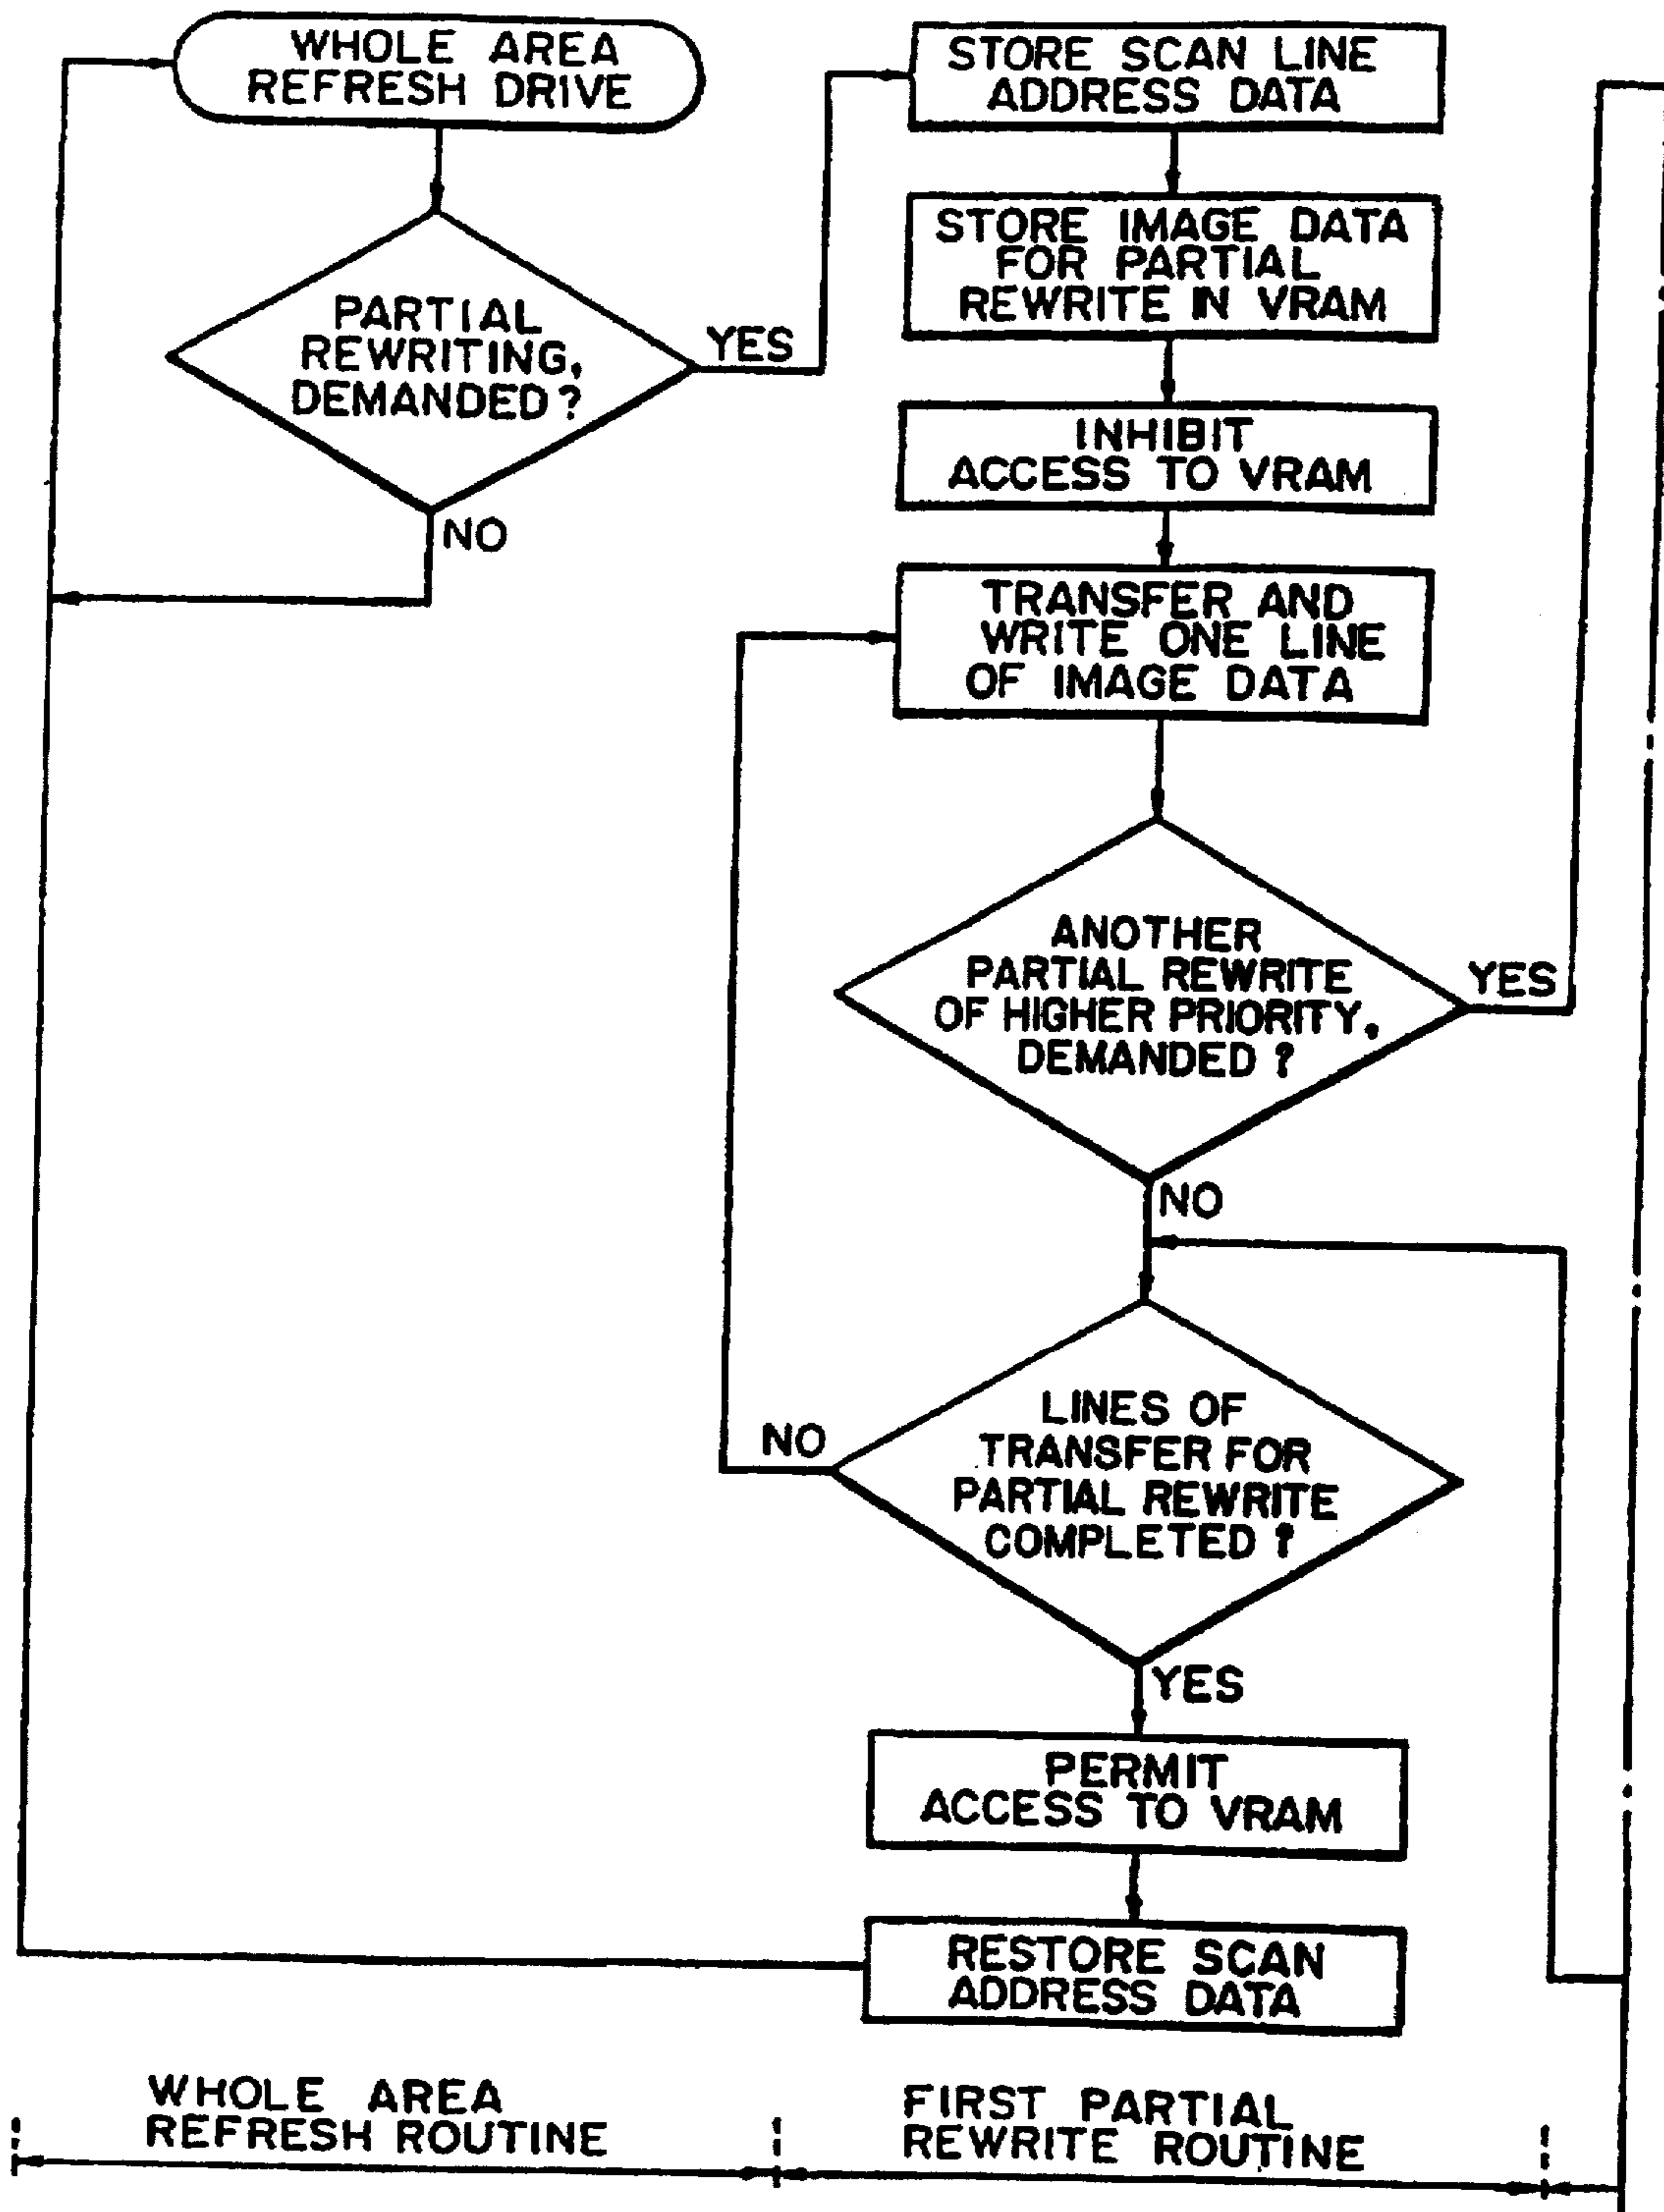 WHOLE AREA
REFRESH DRIVE
PARTIAL
REWRITING,
DEMANDED?
YES
NO
STORE SCAN LINE
ADDRESS DATA
STORE IMAGE DATA
FOR PARTIAL
REWRITE IN VRAM
INHIBIT
ACCESS TO VRAM
TRANSFER AND
WRITE ONE LINE
OF IMAGE DATA
ANOTHER
PARTIAL REWRITE
OF HIGHER PRIORITY,
DEMANDED?
YES
NO
LINES OF
TRANSFER FOR
PARTIAL REWRITE
COMPLETED?
NO
YES
PERMIT
ACCESS TO VRAM
RESTORE SCAN
ADDRESS DATA
WHOLE AREA
REFRESH ROUTINE
FIRST PARTIAL
REWRITE ROUTINE